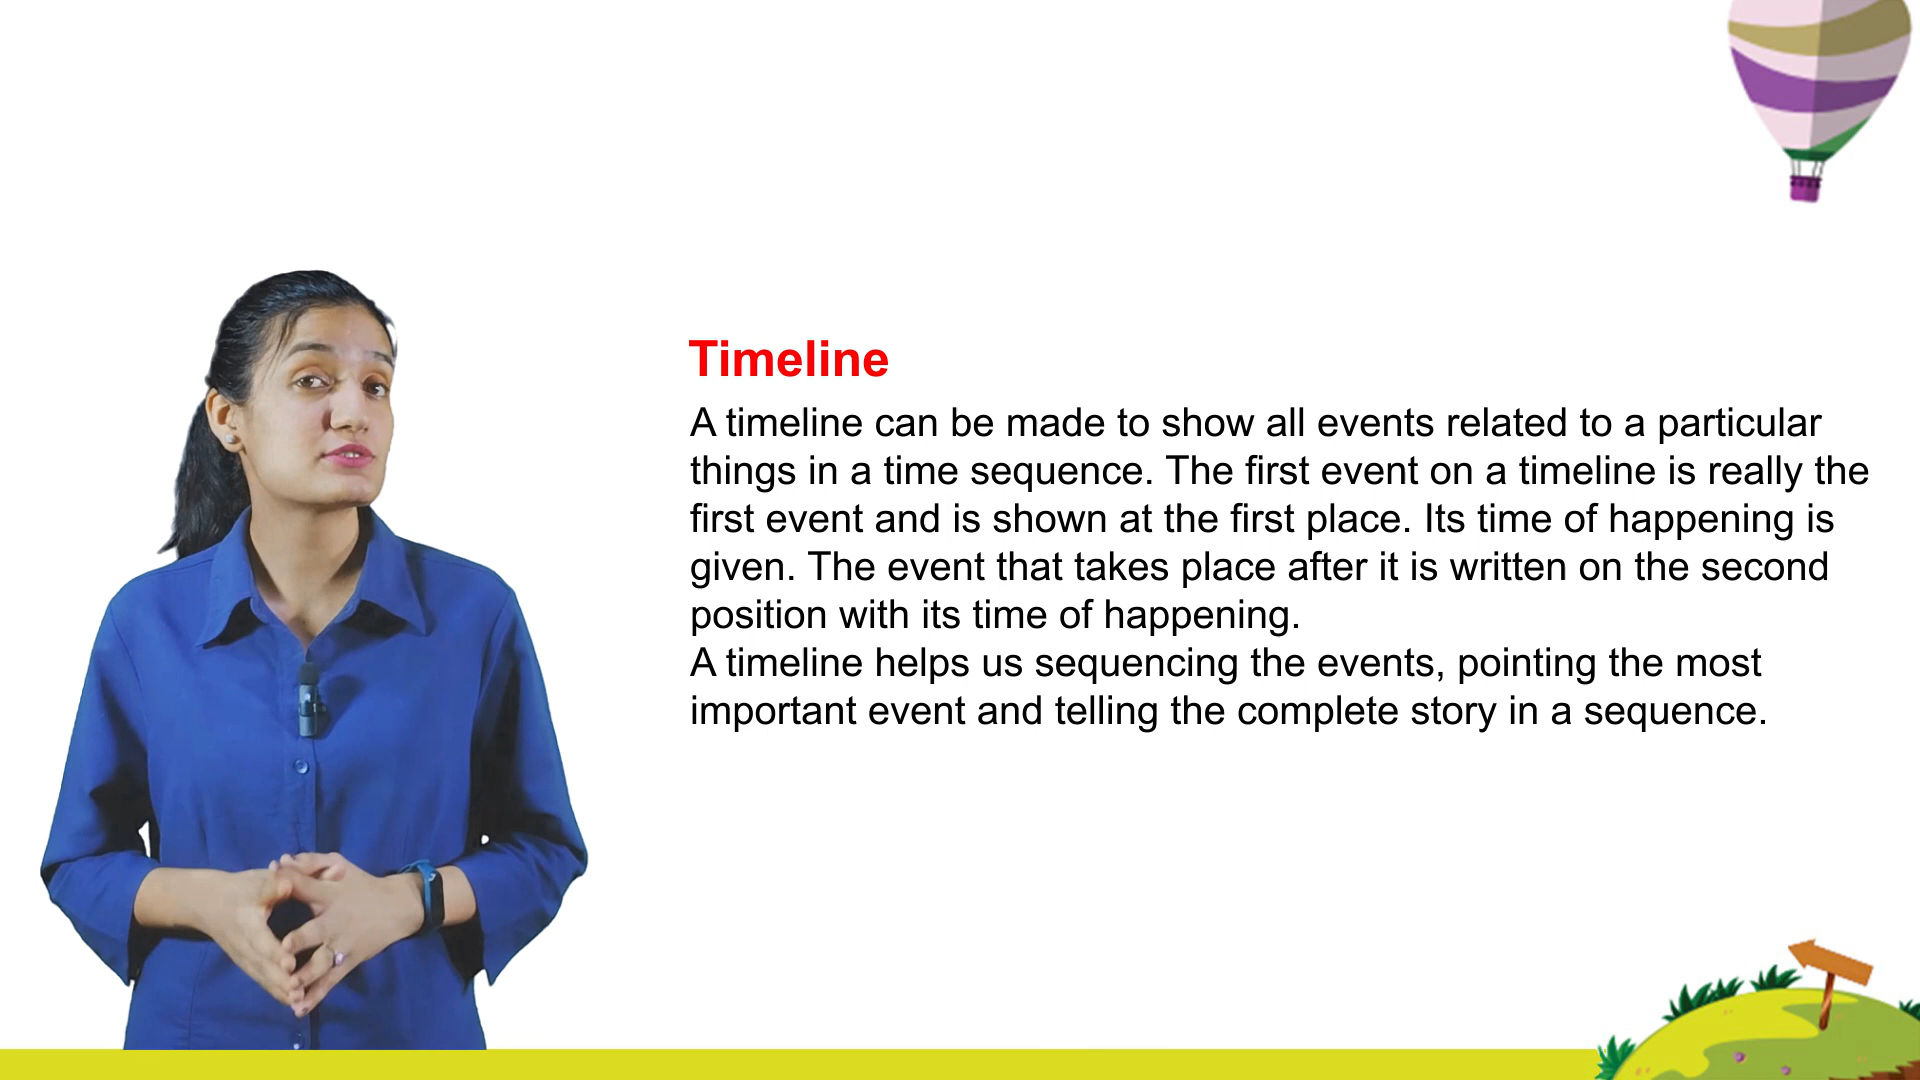 Timeline
A timeline can be made to show all events related to a particular
things in a time sequence. The first event on a timeline is really the
first event and is shown at the first place. Its time of happening is
given. The event that takes place after it is written on the second
position with its time of happening.
A timeline helps us sequencing the events, pointing the most
important event and telling the complete story in a sequence.